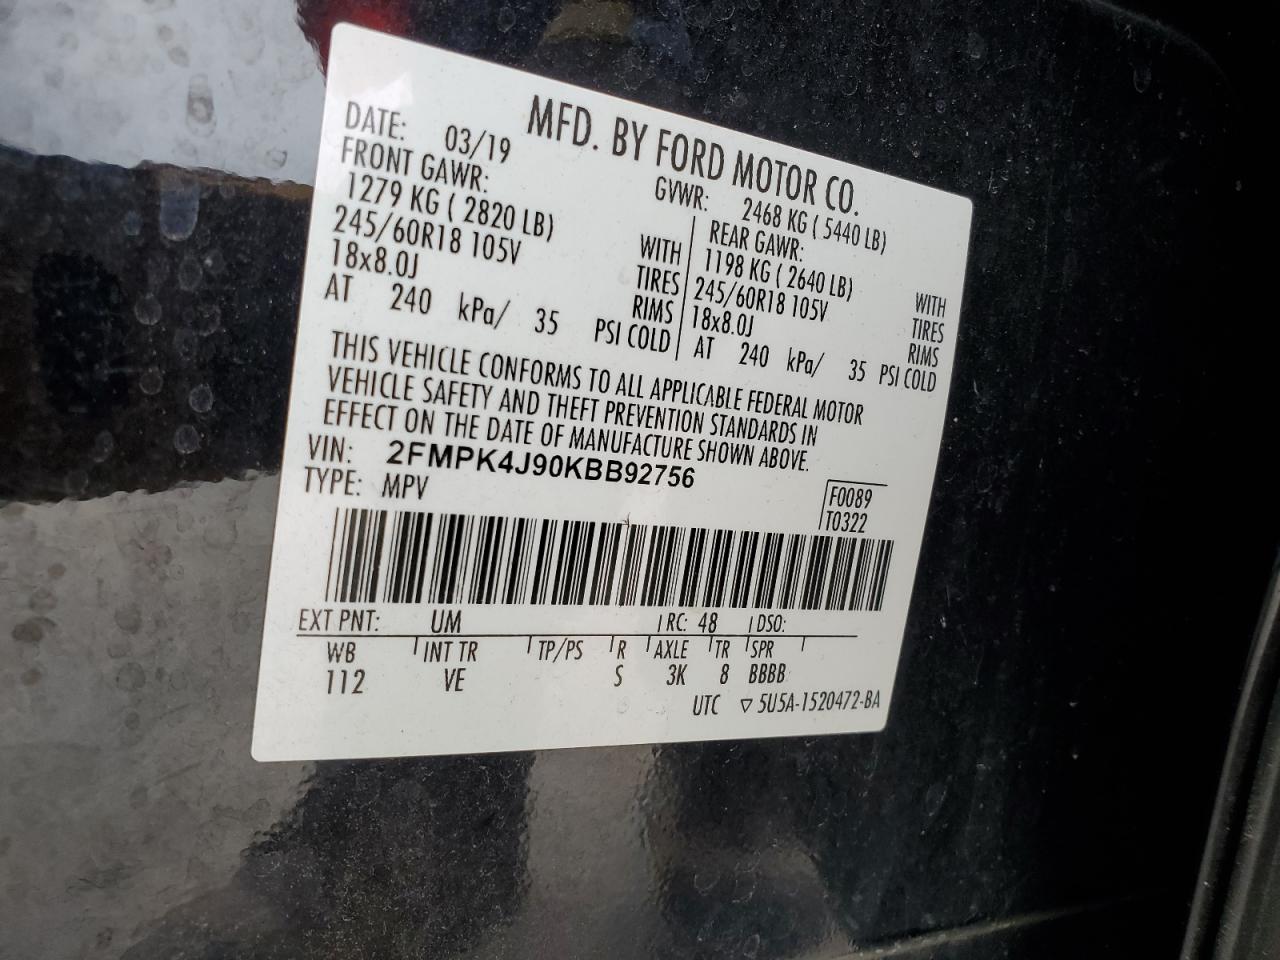 MFD. BY FORD MOTOR CO.
DATE: 03/19 GVWR: 2468 KG ( 5440 LB)
FRONT GAWR: REAR GAWR:
1279 KG ( 2820 LB) WITH 1198 KG ( 2640 LB) WITH
245/60R18 105V TIRES 245/60R18 105V TIRES
18x8.0J RIMS 18x8.0J RIMS
AT 240 kPa/ 35 PSI COLD AT 240 kPa/ 35 PSI COLD
THIS VEHICLE CONFORMS TO ALL APPLICABLE FEDERAL MOTOR
VEHICLE SAFETY AND THEFT PREVENTION STANDARDS IN
EFFECT ON THE DATE OF MANUFACTURE SHOWN ABOVE.
VIN: 2FMPK4J90KBB92756
TYPE: MPV F0089
T0322
EXT PNT: UM RC: 48 DSO:
WB INT TR TP/PS R AXLE TR SPR
112 VE S 3K 8 BBBB
UTC ▽ 5U5A-1520472-BA